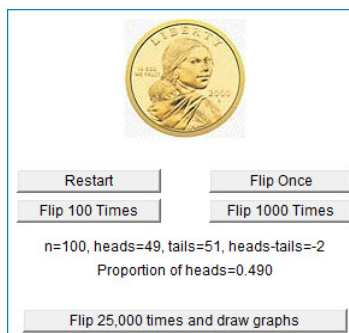 LIBERTY
IN GOD
WE TRUST
2000
Restart
Flip Once
Flip 100 Times
Flip 1000 Times
n=100, heads=49, tails=51, heads-tails=-2
Proportion of heads=0.490
Flip 25,000 times and draw graphs